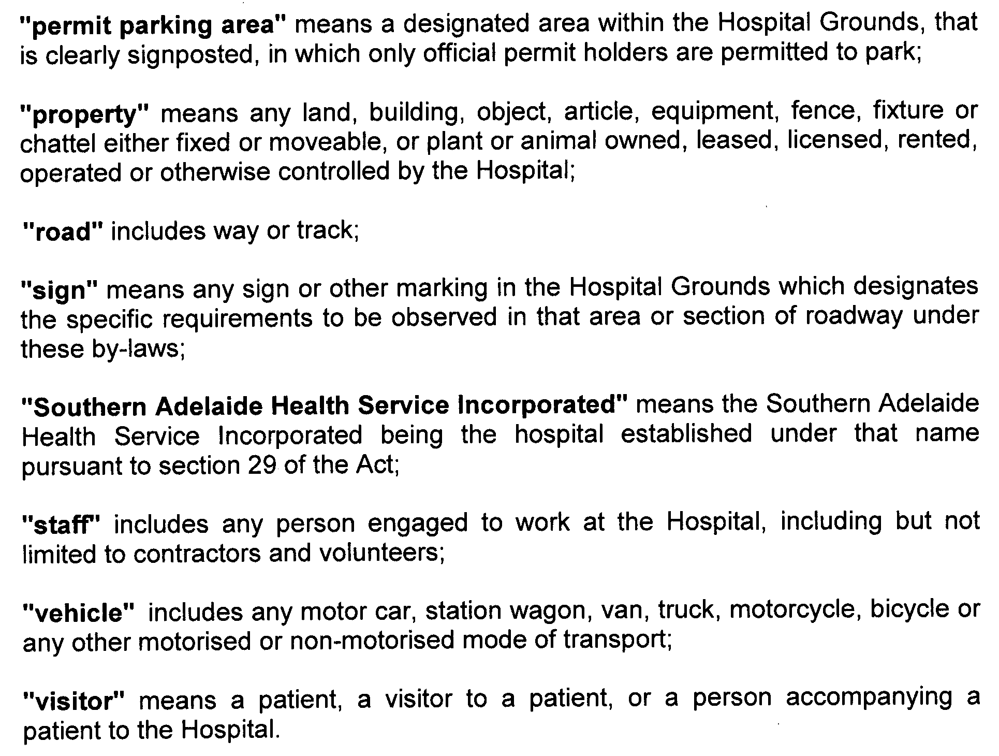 "permit parking area" means a designated area within the Hospital Grounds, that
is clearly signposted, in which only official permit holders are permitted to park;
"property" means any land, building, object, article, equipment, fence, fixture or
chattel either fixed or moveable, or plant or animal owned, leased, licensed, rented,
operated or otherwise controlled by the Hospital;
"road" includes way or track;
"sign" means any sign or other marking in the Hospital Grounds which designates
the specific requirements to be observed in that area or section of roadway under
these by-laws;
"Southern Adelaide Health Service Incorporated" means the Southern Adelaide
Health Service Incorporated being the hospital established under that name
pursuant to section 29 of the Act;
"staff" includes any person engaged to work at the Hospital, including but not
limited to contractors and volunteers;
"vehicle" includes any motor car, station wagon, van, truck, motorcycle, bicycle or
any other motorised or non-motorised mode of transport;
"visitor" means a patient, a visitor to a patient, or a person accompanying a
patient to the Hospital.